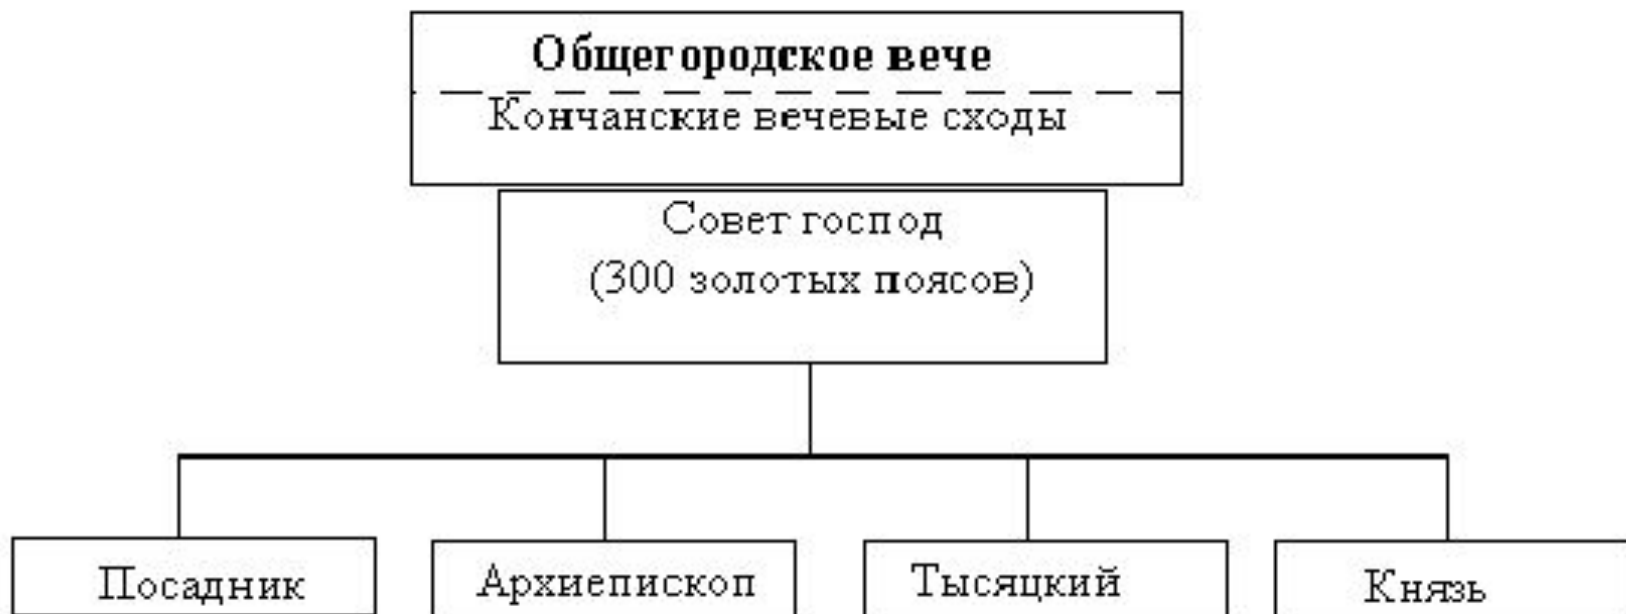 Общегородское вече
Кончанские вечевые сходы
Совет господ
(300 золотых поясов)
Посадник
Архиепископ
Тысяцкий
Князь